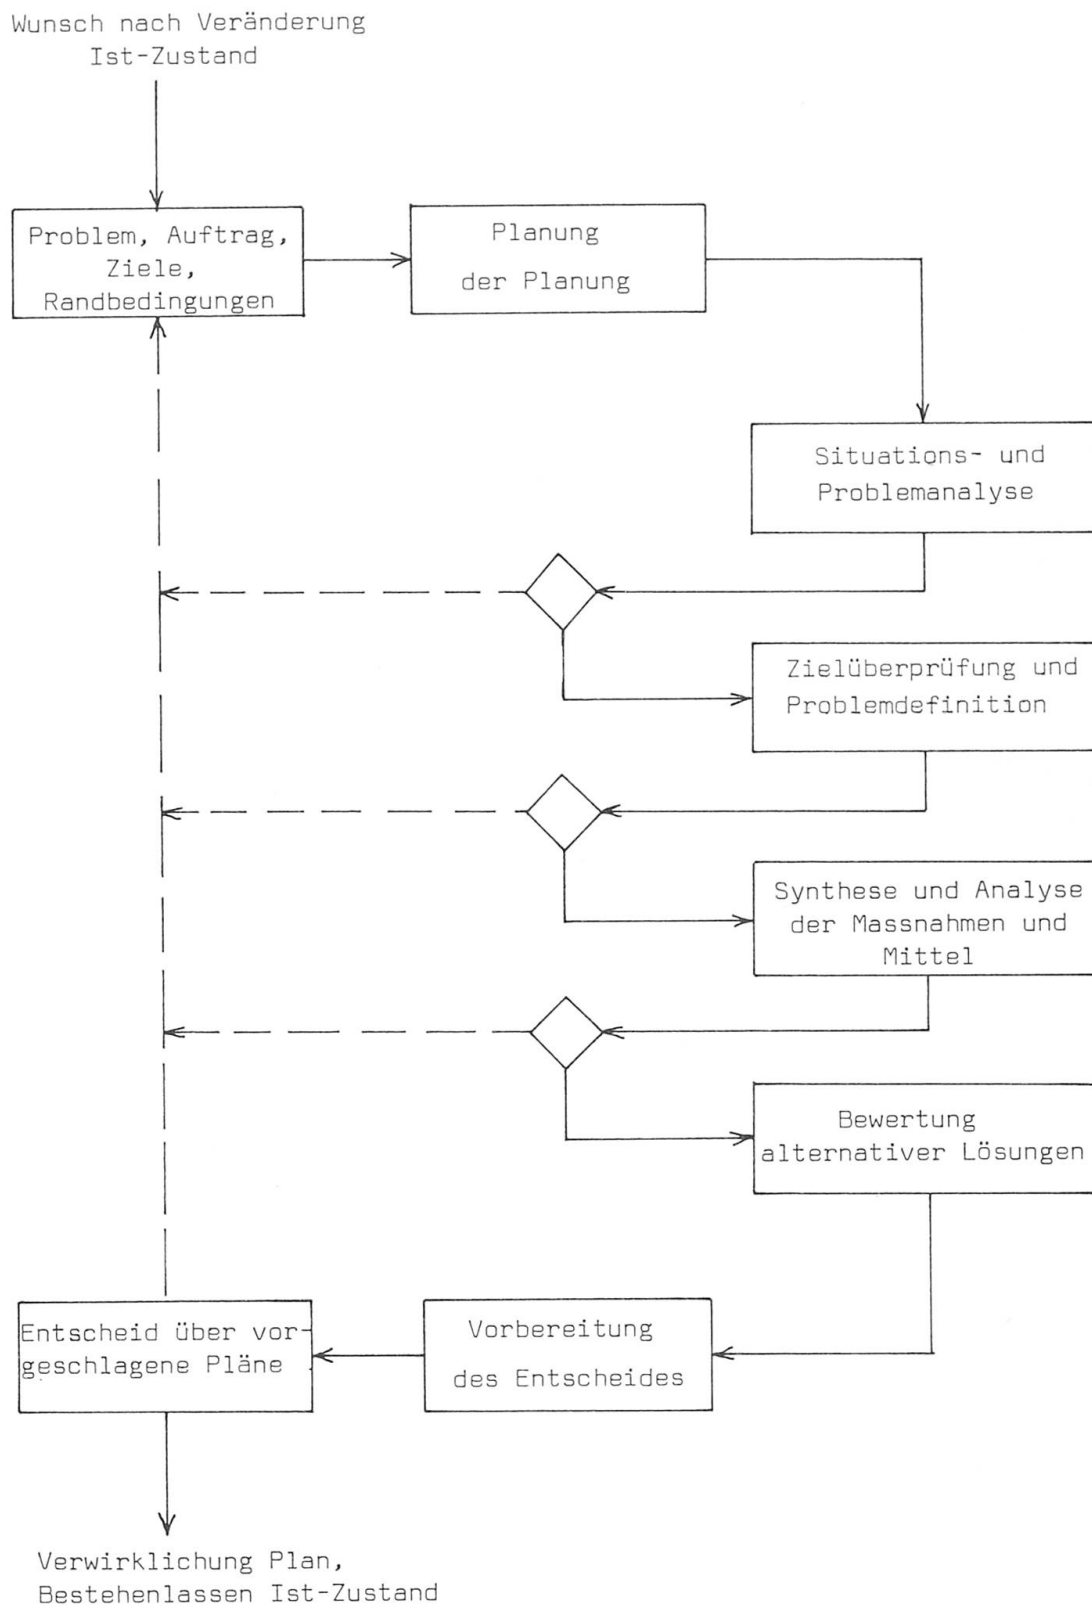 Wunsch nach Veränderung
Ist-Zustand
Problem, Auftrag,
Ziele,
Randbedingungen
Planung
der Planung
Situations- und
Problemanalyse
Zielüberprüfung und
Problemdefinition
Synthese und Analyse
der Massnahmen und
Mittel
Bewertung
alternativer Lösungen
Vorbereitung
des Entscheides
Entscheid über vor-
geschlagene Pläne
Verwirklichung Plan,
Bestehenlassen Ist-Zustand